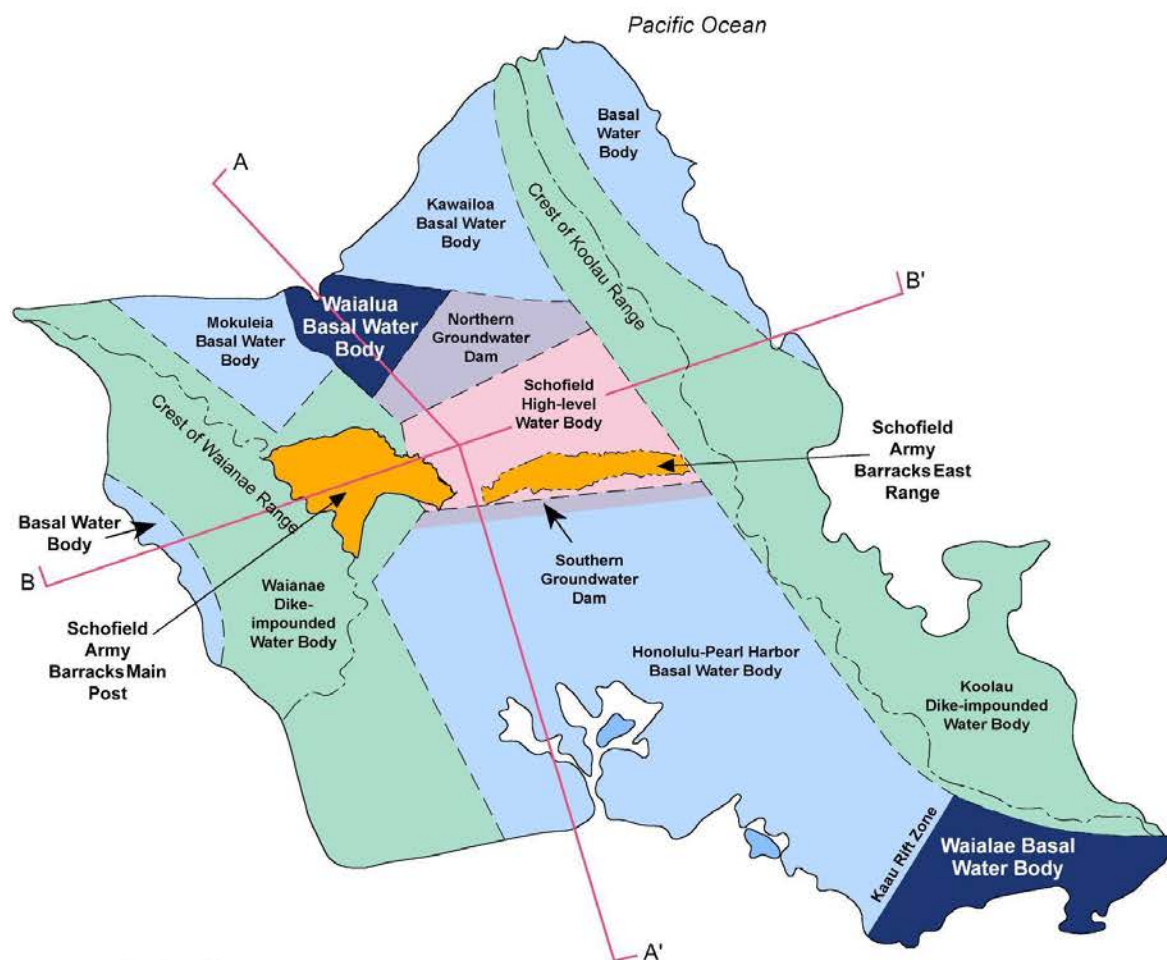 Pacific Ocean
Basal
Water
Body
A
Kawailoa
Basal Water
Body
Crest of Koolau Range
B'
Waialua
Basal Water
Body
Mokuleia
Basal Water
Body
Northern
Groundwater
Dam
Schofield
High-level
Water Body
Crest of Waianae Range
Schofield
Army
Barracks East
Range
Basal Water
Body
B
Southern
Groundwater
Dam
Waianae
Dike-
impounded
Water Body
Schofield
Army
Barracks Main
Post
Honolulu-Pearl Harbor
Basal Water Body
Koolau
Dike-impounded
Water Body
Kaau Rift Zone
Waialae Basal
Water Body
A'